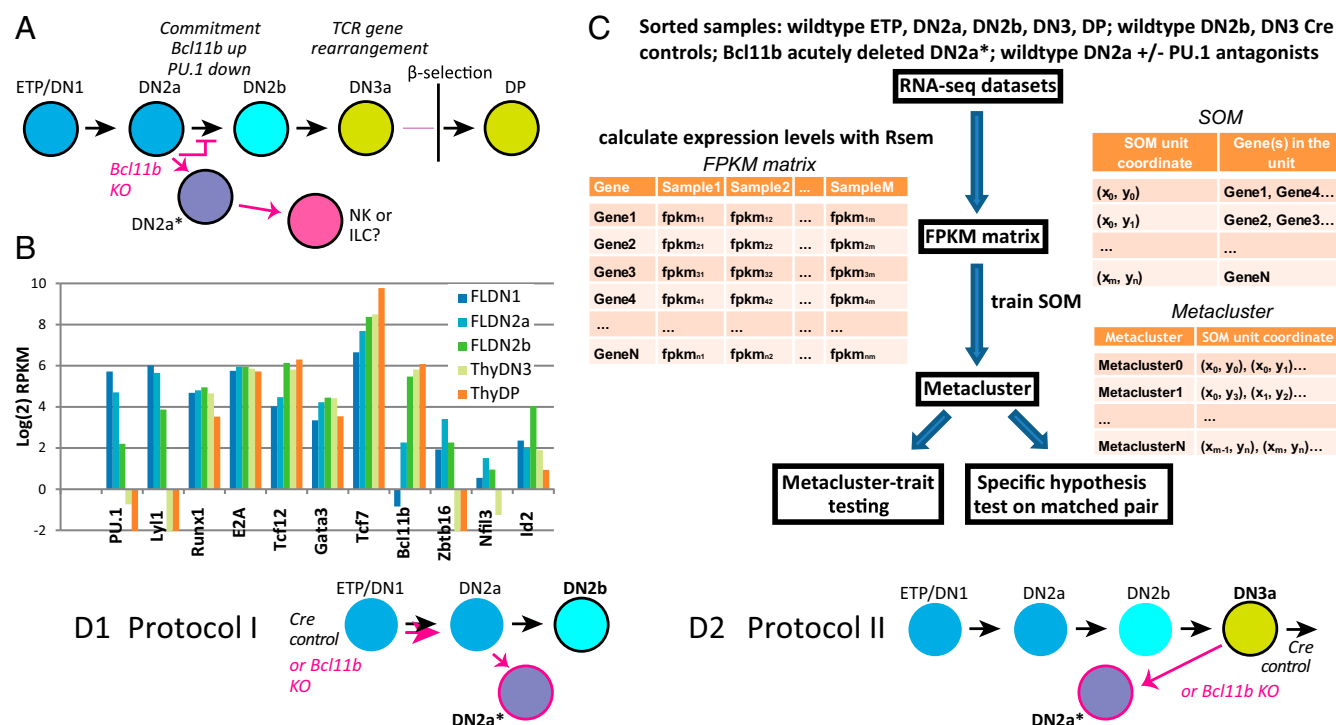 A
Commitment
Bcl11b up
PU.1 down
TCR gene
rearrangement
β-selection
ETP/DN1
DN2a
DN2b
DN3a
DP
Bcl11b
KO
DN2a*
NK or
ILC?
B
Log(2) RPKM
10
8
6
4
2
0
-2
FLDN1
FLDN2a
FLDN2b
ThyDN3
ThyDP
PU.1
Lyl1
Runx1
E2A
Tcf12
Gata3
Tcf7
Bcl11b
Zbtb16
Nfil3
Id2
C
Sorted samples: wildtype ETP, DN2a, DN2b, DN3, DP; wildtype DN2b, DN3 Cre
controls; Bcl11b acutely deleted DN2a*; wildtype DN2a +/- PU.1 antagonists
RNA-seq datasets
calculate expression levels with Rsem
FPKM matrix
Gene Sample1 Sample2 ... SampleM
Gene1 fpkm₁₁ fpkm₁₂ ... fpkm₁ₘ
Gene2 fpkm₂₁ fpkm₂₂ ... fpkm₂ₘ
Gene3 fpkm₃₁ fpkm₃₂ ... fpkm₃ₘ
Gene4 fpkm₄₁ fpkm₄₂ ... fpkm₄ₘ
... ... ... ...
GeneN fpkmₙ₁ fpkmₙ₂ ... fpkmₙₘ
FPKM matrix
train SOM
Metacluster
Metacluster-trait
testing
Specific hypothesis
test on matched pair
SOM
SOM unit
coordinate
Gene(s) in the
unit
(x₀, y₀) Gene1, Gene4...
(x₀, y₁) Gene2, Gene3...
... ...
(xₘ, yₙ) GeneN
Metacluster
Metacluster SOM unit coordinate
Metacluster0 (x₀, y₀), (x₀, y₁)...
Metacluster1 (x₀, y₃), (x₁, y₂)...
... ...
MetaclusterN (xₘ₋₁, yₙ), (xₘ, yₙ)...
D1 Protocol I
ETP/DN1
DN2a
DN2b
Cre
control
or Bcl11b
KO
DN2a*
D2 Protocol II
ETP/DN1
DN2a
DN2b
DN3a
Cre
control
or Bcl11b KO
DN2a*